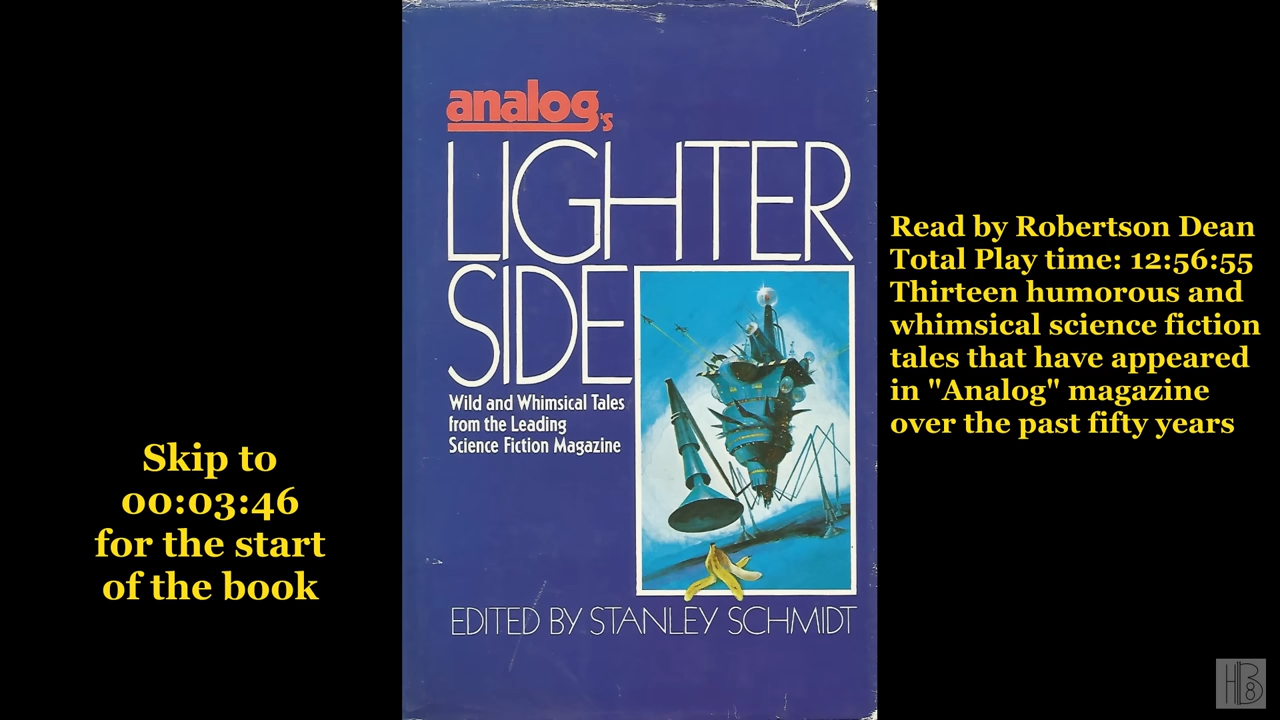 Skip to
00:03:46
for the start
of the book
analog's
LIGHTER
SIDE
Wild and Whimsical Tales
from the Leading
Science Fiction Magazine
EDITED BY STANLEY SCHMIDT
Read by Robertson Dean
Total Play time: 12:56:55
Thirteen humorous and
whimsical science fiction
tales that have appeared
in "Analog" magazine
over the past fifty years
HB8